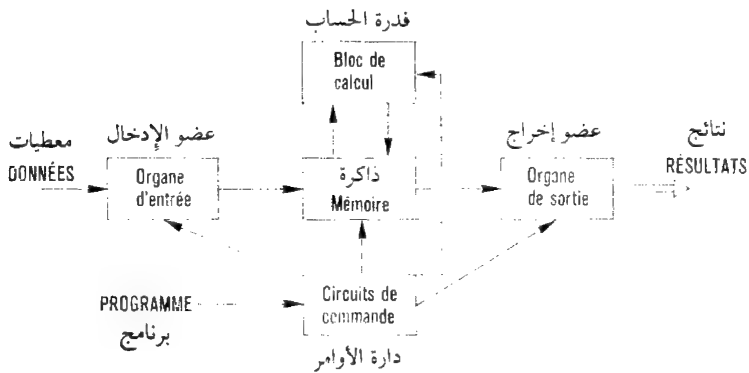 قدرة الحساب
Bloc de
calcul
معطيات
DONNÉES
عضو الإدخال
Organe
d'entrée
ذاكرة
Mémoire
عضو إخراج
Organe
de sortie
نتائج
RÉSULTATS
PROGRAMME
برنامج
Circuits de
commande
دارة الأوامر